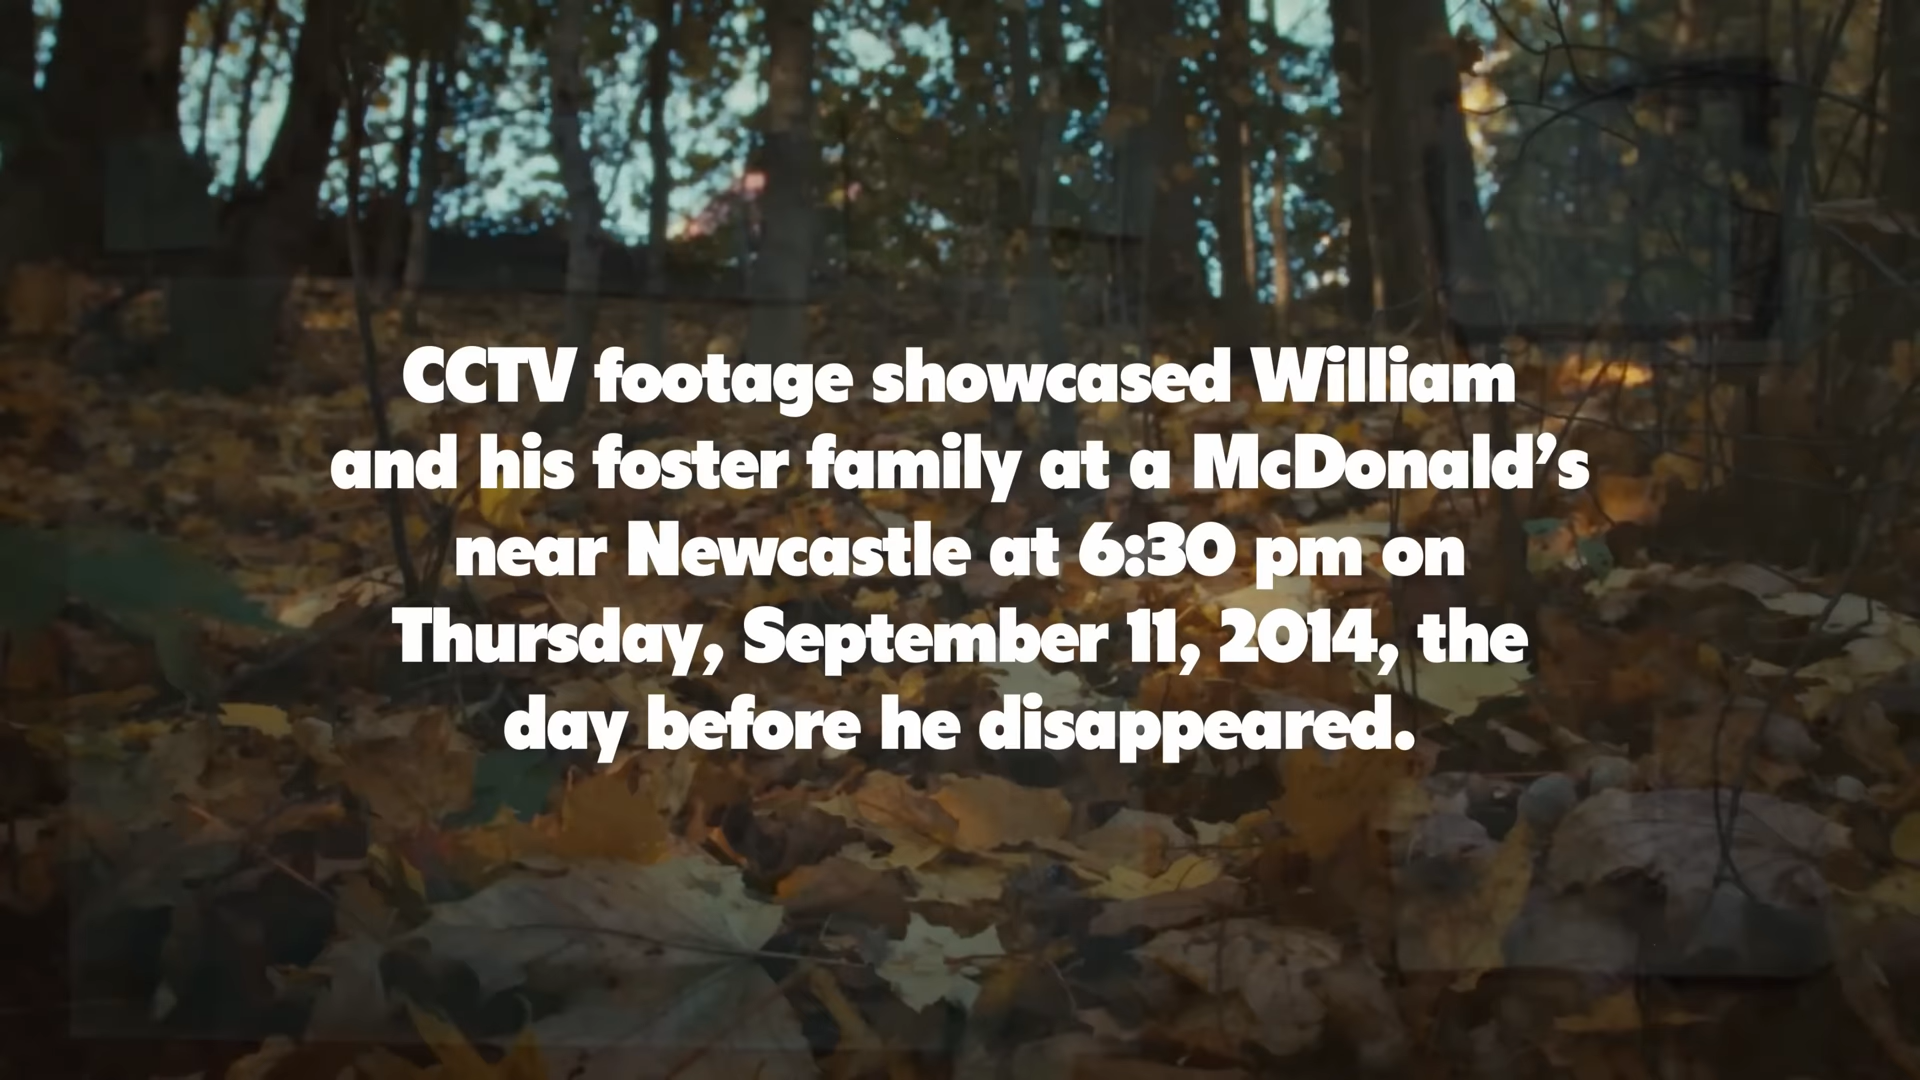 CCTV footage showcased William
and his foster family at a McDonald’s
near Newcastle at 6:30 pm on
Thursday, September 11, 2014, the
day before he disappeared.